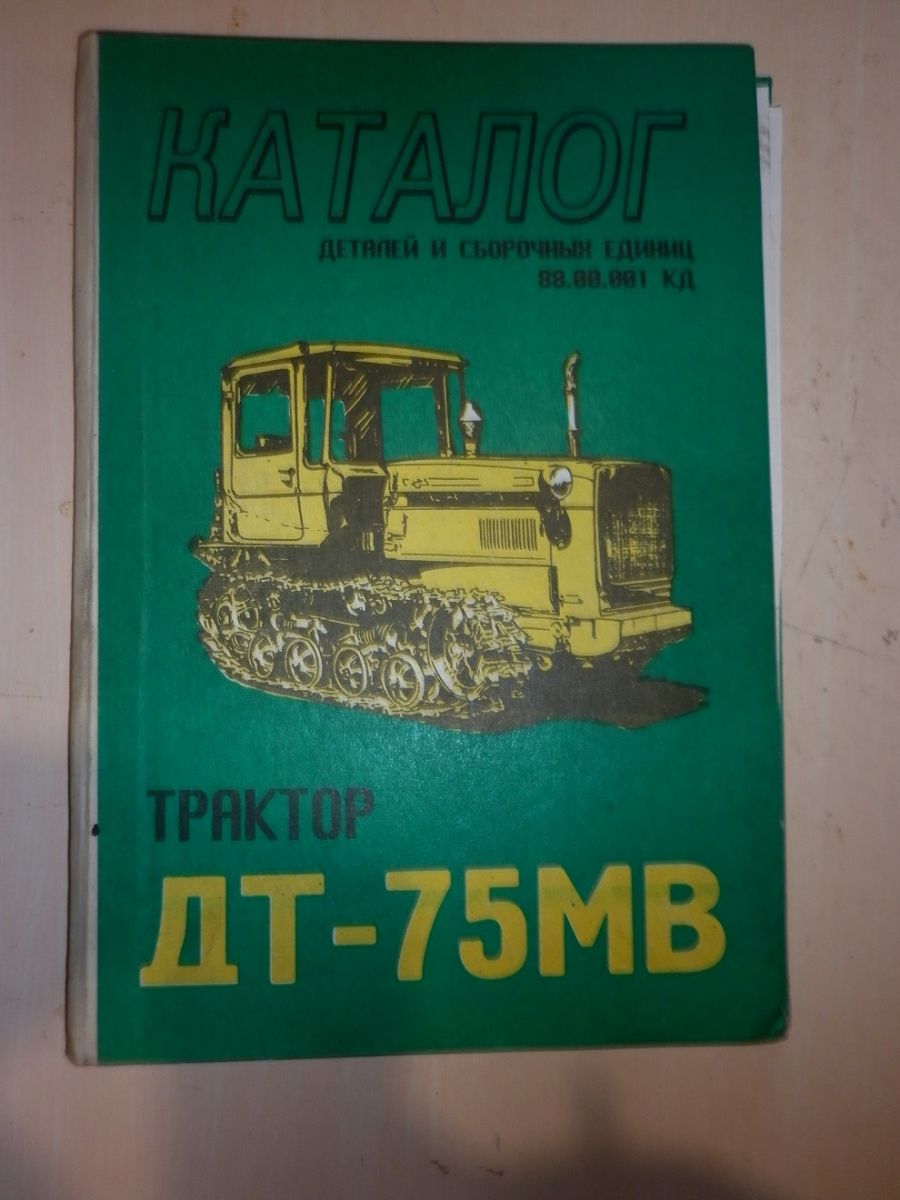 КАТАЛОГ
ДЕТАЛЕЙ И СБОРОЧНЫХ ЕДИНИЦ
88.00.001 КД
ТРАКТОР
ДТ-75МВ